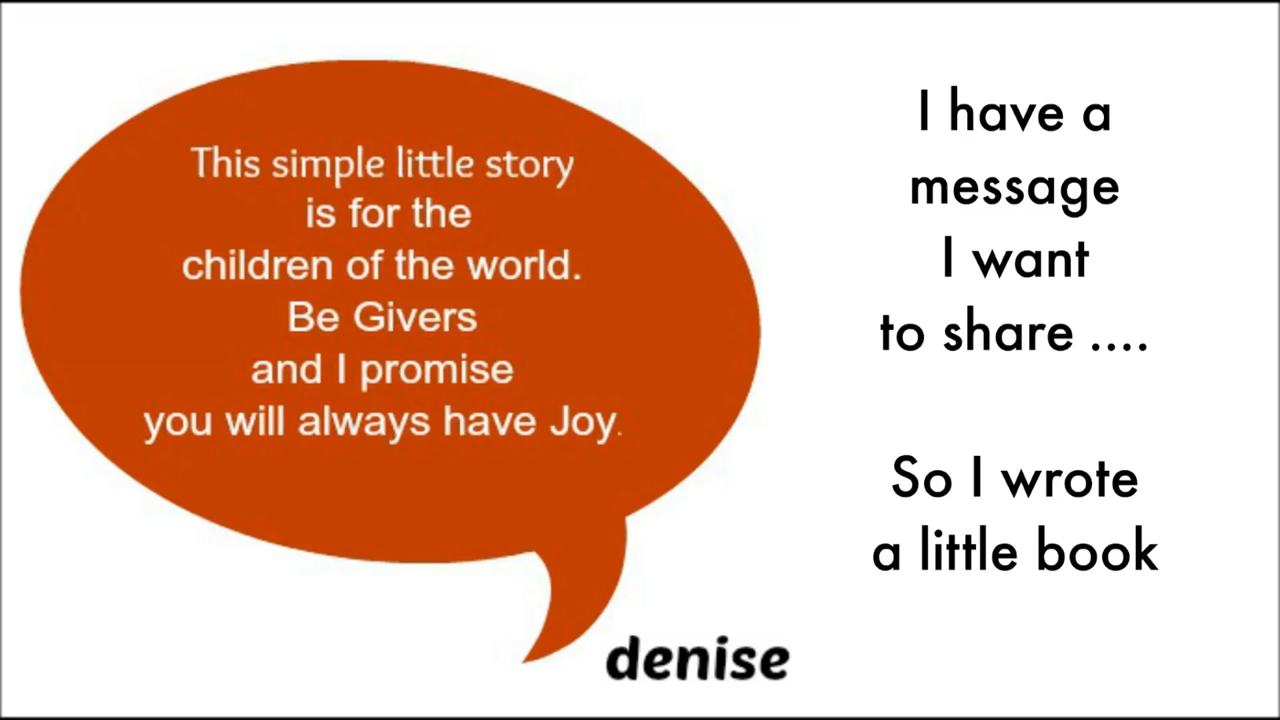 This simple little story
is for the
children of the world.
Be Givers
and I promise
you will always have Joy.
denise
I have a
message
I want
to share ....
So I wrote
a little book